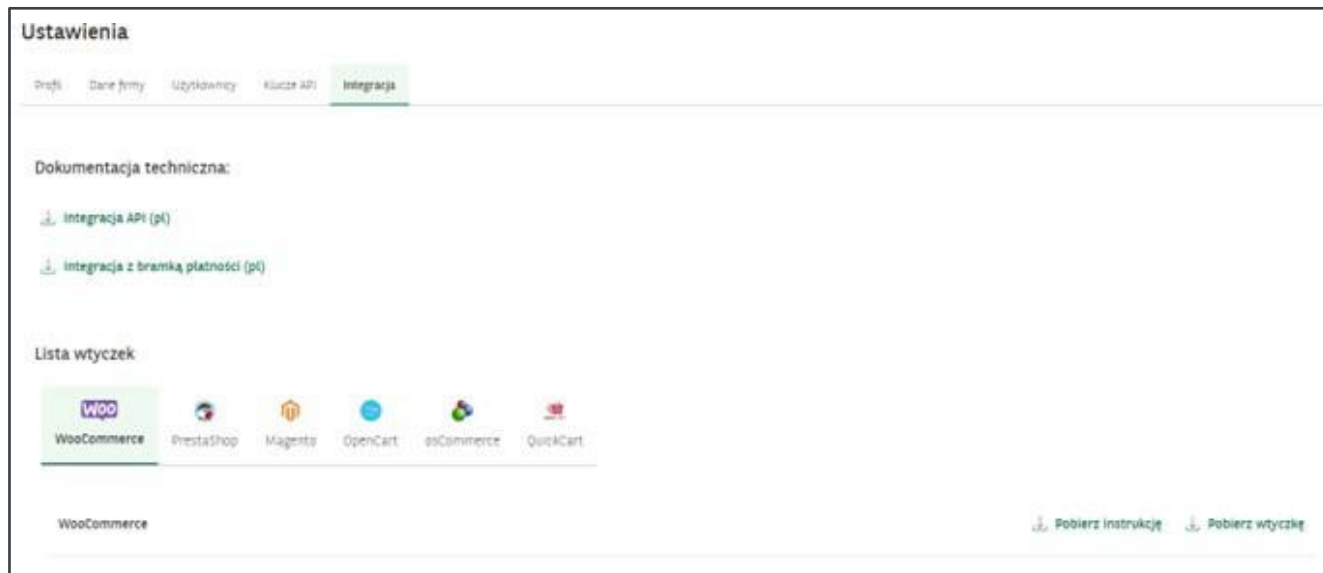 Ustawienia
Profil Dane firmy Użytkownicy Klucze API Integracja
Dokumentacja techniczna:
Integracja API (pl)
Integracja z bramką płatności (pl)
Lista wtyczek
Woo
WooCommerce PrestaShop Magento OpenCart osCommerce QuickCart
WooCommerce Pobierz instrukcję Pobierz wtyczkę